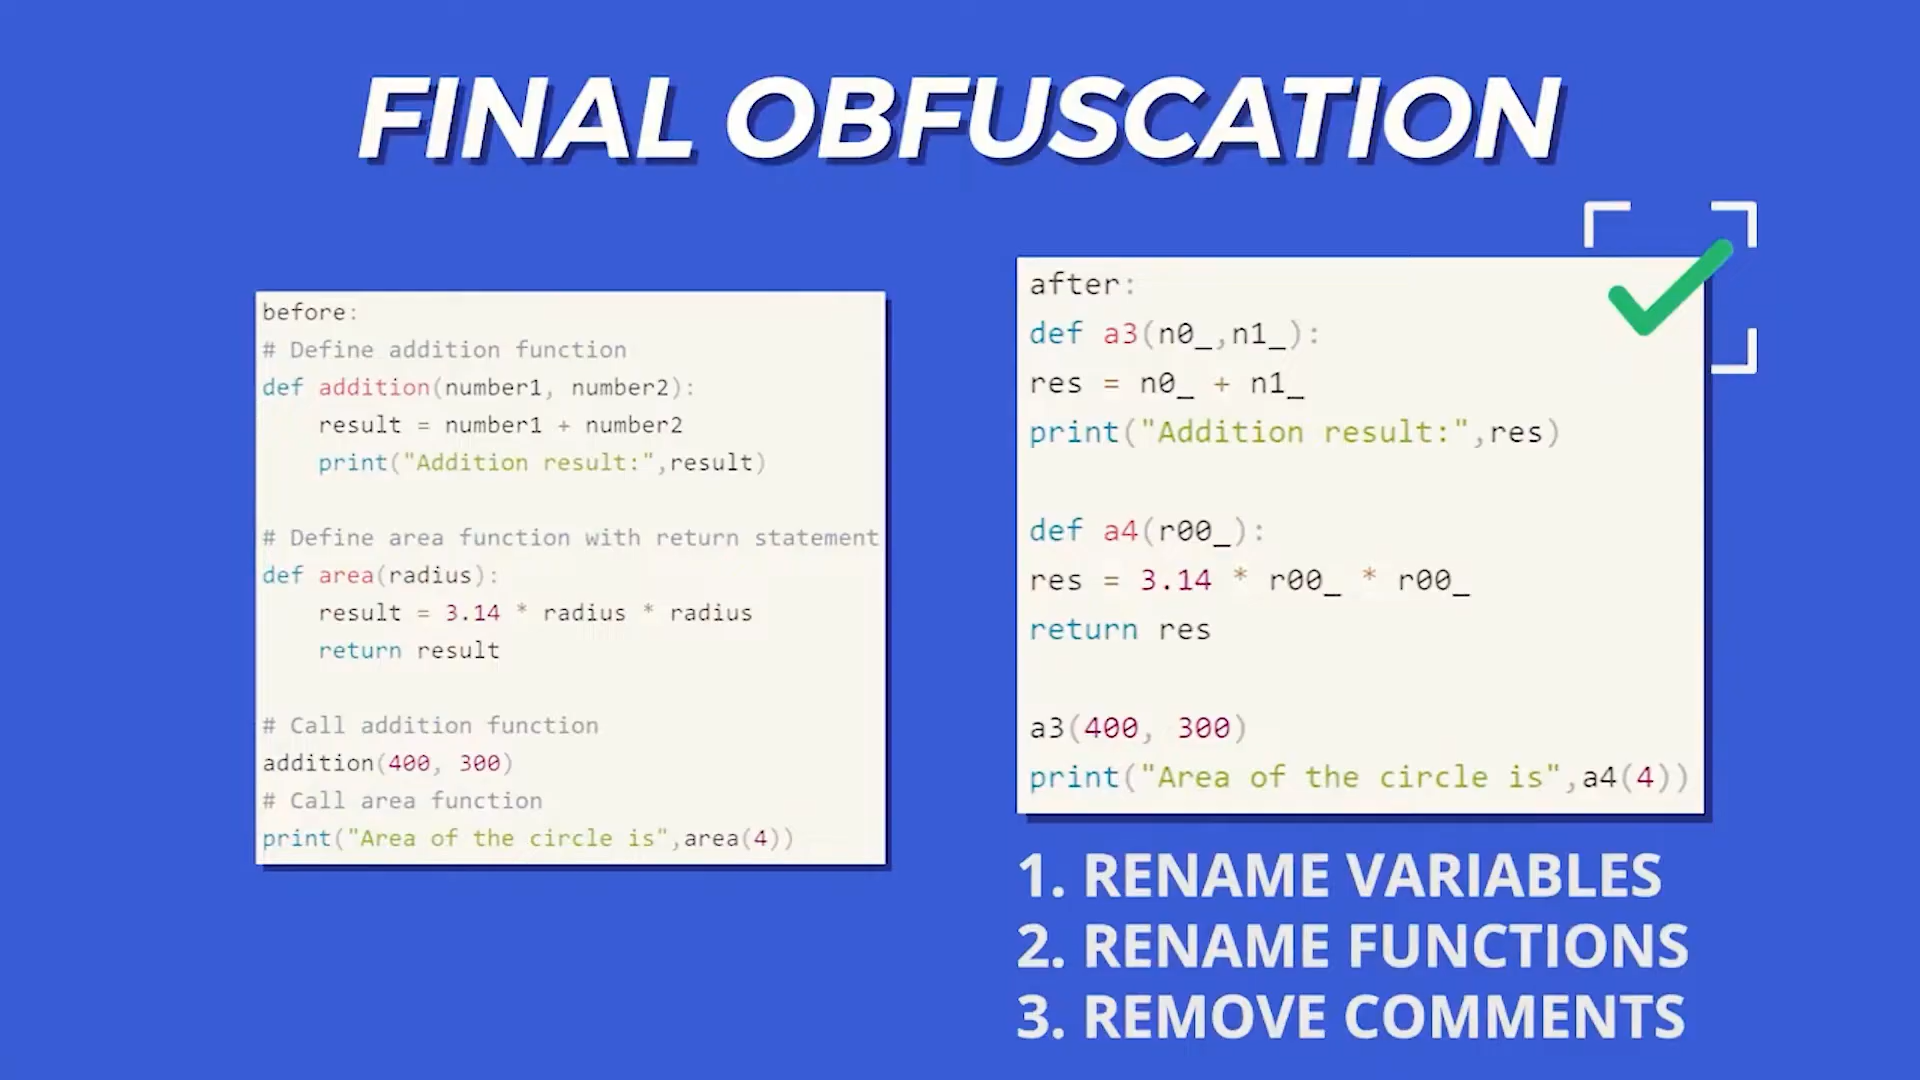 FINAL OBFUSCATION
before:
# Define addition function
def addition(number1, number2):
    result = number1 + number2
    print("Addition result:",result)
# Define area function with return statement
def area(radius):
    result = 3.14 * radius * radius
    return result
# Call addition function
addition(400, 300)
# Call area function
print("Area of the circle is",area(4))
after:
def a3(n0_,n1_):
res = n0_ + n1_
print("Addition result:",res)
def a4(r00_):
res = 3.14 * r00_ * r00_
return res
a3(400, 300)
print("Area of the circle is",a4(4))
1. RENAME VARIABLES
2. RENAME FUNCTIONS
3. REMOVE COMMENTS